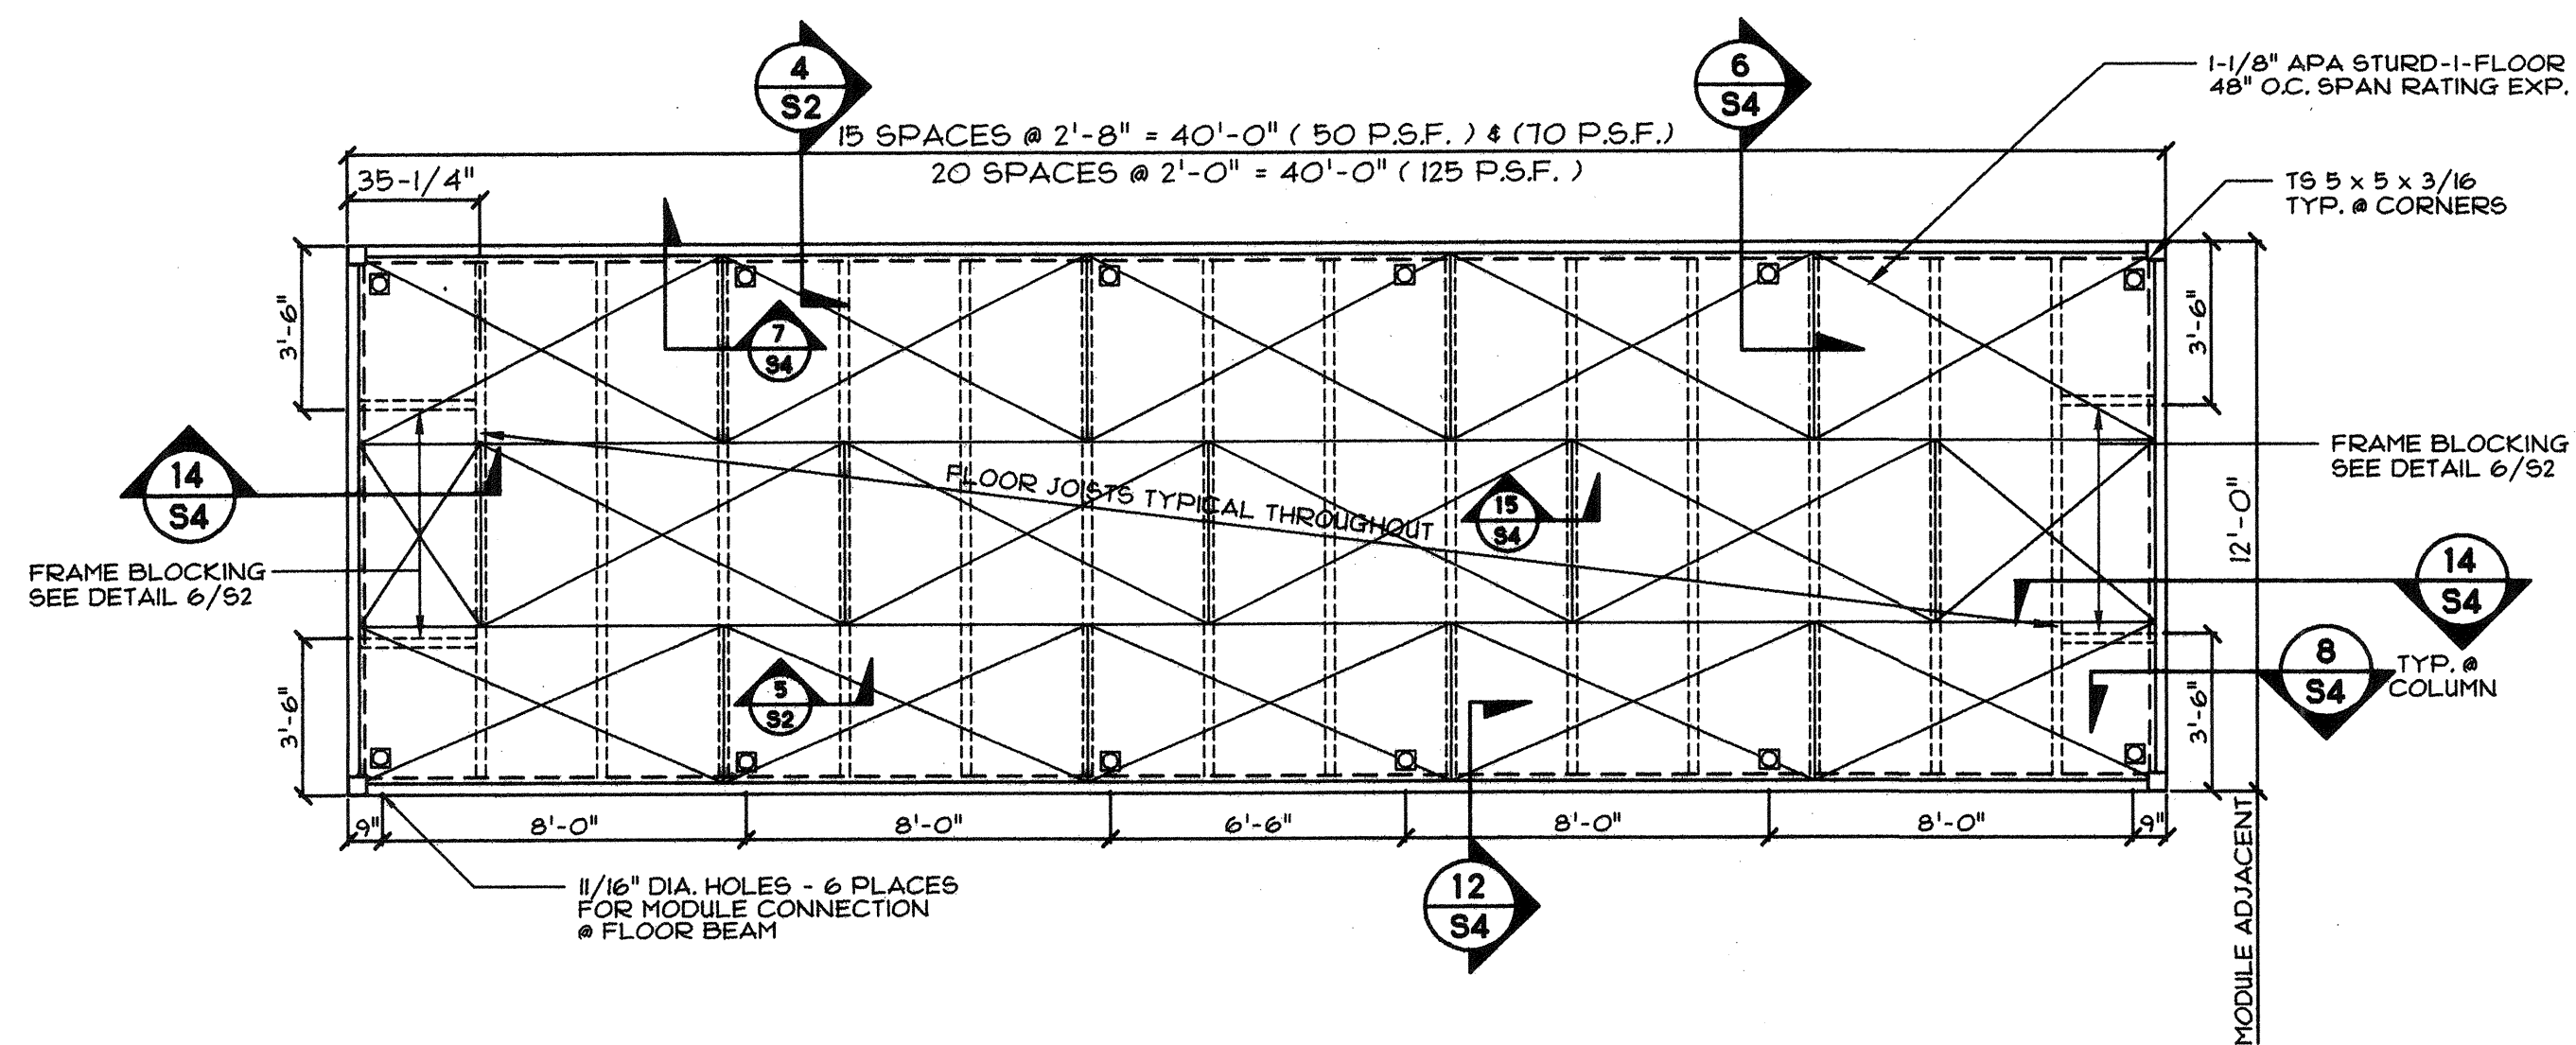 4
S2
6
S4
1-1/8" APA STURD-I-FLOOR
48" O.C. SPAN RATING EXP.
15 SPACES @ 2'-8" = 40'-0" ( 50 P.S.F. ) & (70 P.S.F.)
20 SPACES @ 2'-0" = 40'-0" ( 125 P.S.F. )
35-1/4"
TS 5 x 5 x 3/16
TYP. @ CORNERS
3'-6"
7
S4
3'-6"
14
S4
FLOOR JOISTS TYPICAL THROUGHOUT
15
S4
FRAME BLOCKING
SEE DETAIL 6/S2
12'-0"
FRAME BLOCKING
SEE DETAIL 6/S2
14
S4
3'-6"
5
S2
8
S4
TYP. @
COLUMN
3'-6"
9"
8'-0"
8'-0"
6'-6"
8'-0"
8'-0"
9"
11/16" DIA. HOLES - 6 PLACES
FOR MODULE CONNECTION
@ FLOOR BEAM
12
S4
MODULE ADJACENT